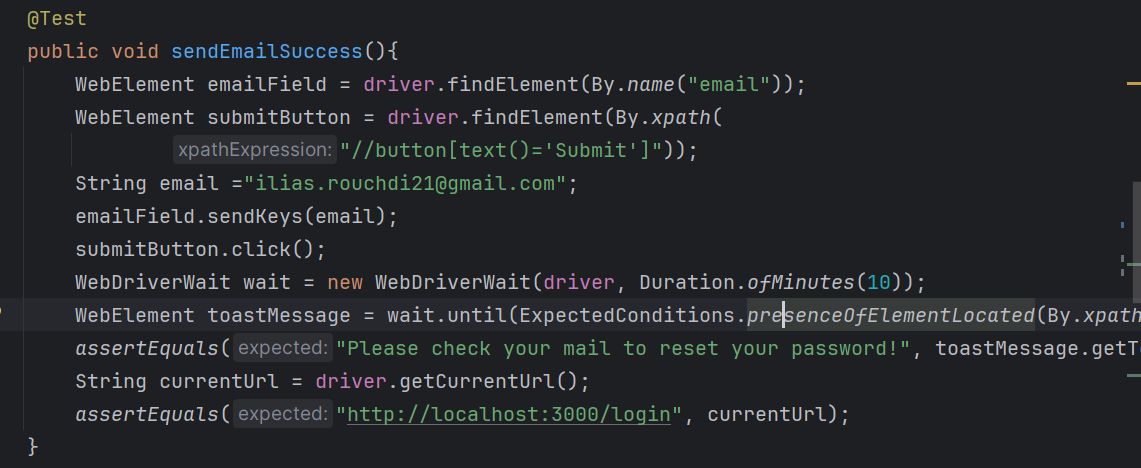 @Test
public void sendEmailSuccess(){
WebElement emailField = driver.findElement(By.name("email"));
WebElement submitButton = driver.findElement(By.xpath(
xpathExpression: "//button[text()='Submit']"));
String email ="ilias.rouchdi21@gmail.com";
emailField.sendKeys(email);
submitButton.click();
WebDriverWait wait = new WebDriverWait(driver, Duration.ofMinutes(10));
WebElement toastMessage = wait.until(ExpectedConditions.presenceOfElementLocated(By.xpath
assertEquals( expected: "Please check your mail to reset your password!", toastMessage.getT
String currentUrl = driver.getCurrentUrl();
assertEquals( expected: "http://localhost:3000/login", currentUrl);
}